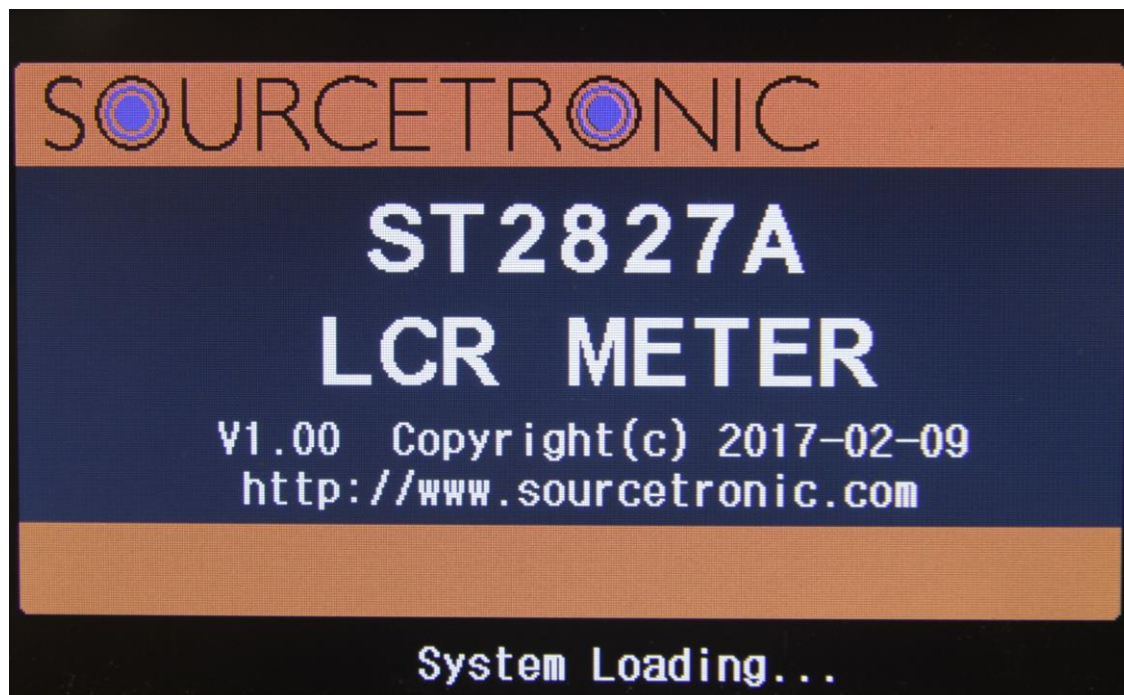 SOURCETRONIC
ST2827A
LCR METER
V1.00 Copyright(c) 2017-02-09
http://www.sourcetronic.com
System Loading...